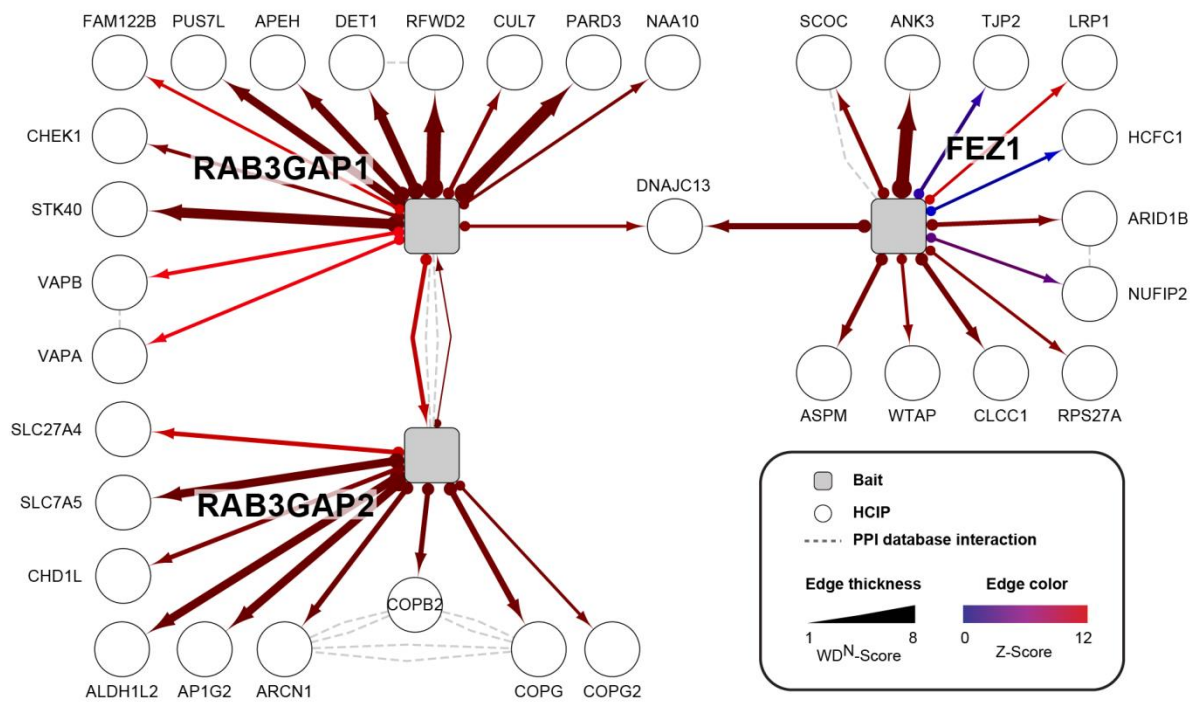 FAM122B PUS7L APEH DET1 RFWD2 CUL7 PARD3 NAA10 SCOC ANK3 TJP2 LRP1
CHEK1
HCFC1
RAB3GAP1
FEZ1
DNAJC13
STK40
ARID1B
VAPB
NUFIP2
VAPA
ASPM WTAP CLCC1 RPS27A
SLC27A4
SLC7A5
RAB3GAP2
CHD1L
COPB2
ALDH1L2 AP1G2 ARCN1 COPG COPG2
Bait
HCIP
PPI database interaction
Edge thickness Edge color
1 8 0 12
WDN-Score Z-Score